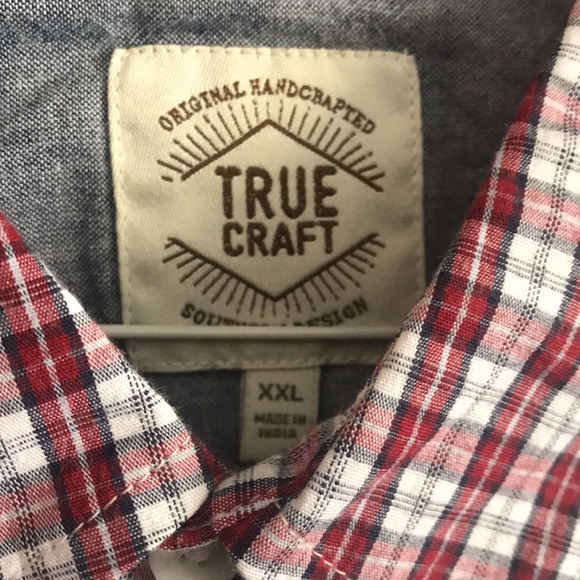 ORIGINAL HANDCRAFTED
TRUE
CRAFT
DESIGN
XXL
MADE IN
INDIA